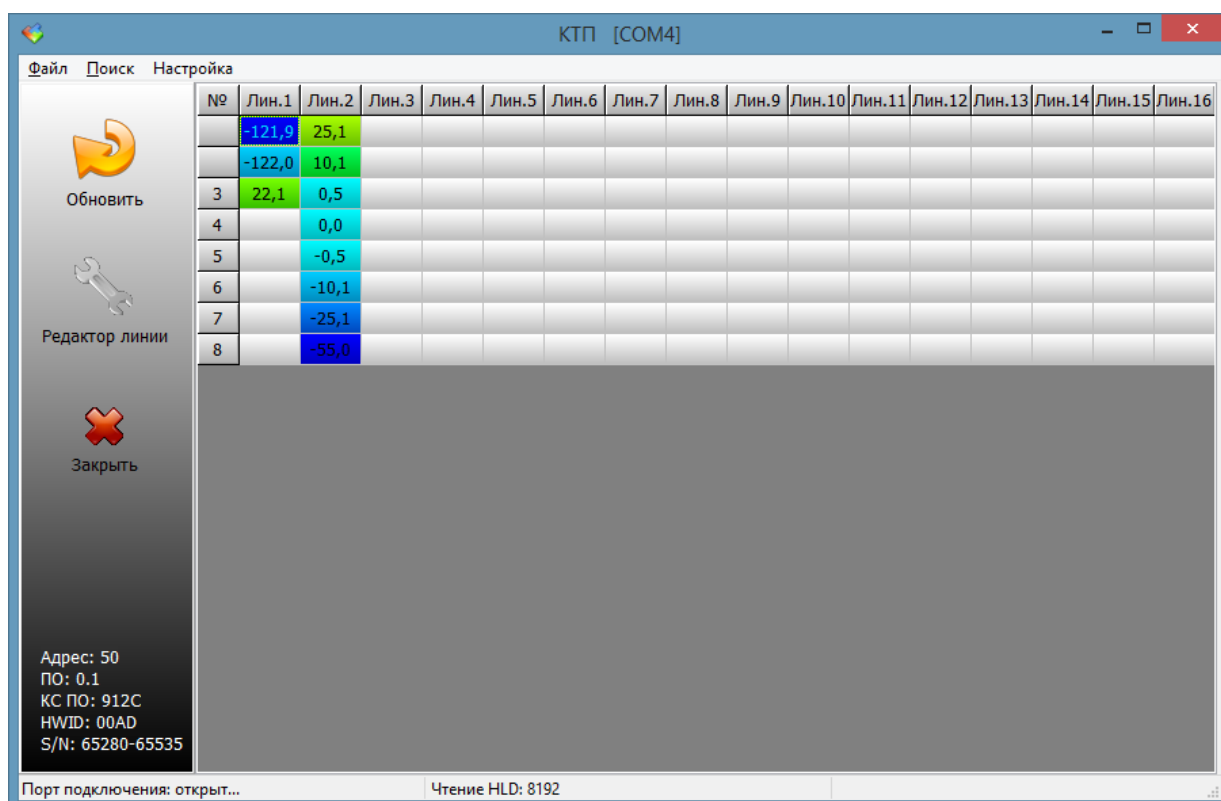 КТП [COM4]
Файл Поиск Настройка
№ Лин.1 Лин.2 Лин.3 Лин.4 Лин.5 Лин.6 Лин.7 Лин.8 Лин.9 Лин.10 Лин.11 Лин.12 Лин.13 Лин.14 Лин.15 Лин.16
-121,9 25,1
-122,0 10,1
3 22,1 0,5
4 0,0
5 -0,5
6 -10,1
7 -25,1
8 -55,0
Обновить
Редактор линии
Закрыть
Адрес: 50
ПО: 0.1
КС ПО: 912C
HWID: 00AD
S/N: 65280-65535
Порт подключения: открыт... Чтение HLD: 8192